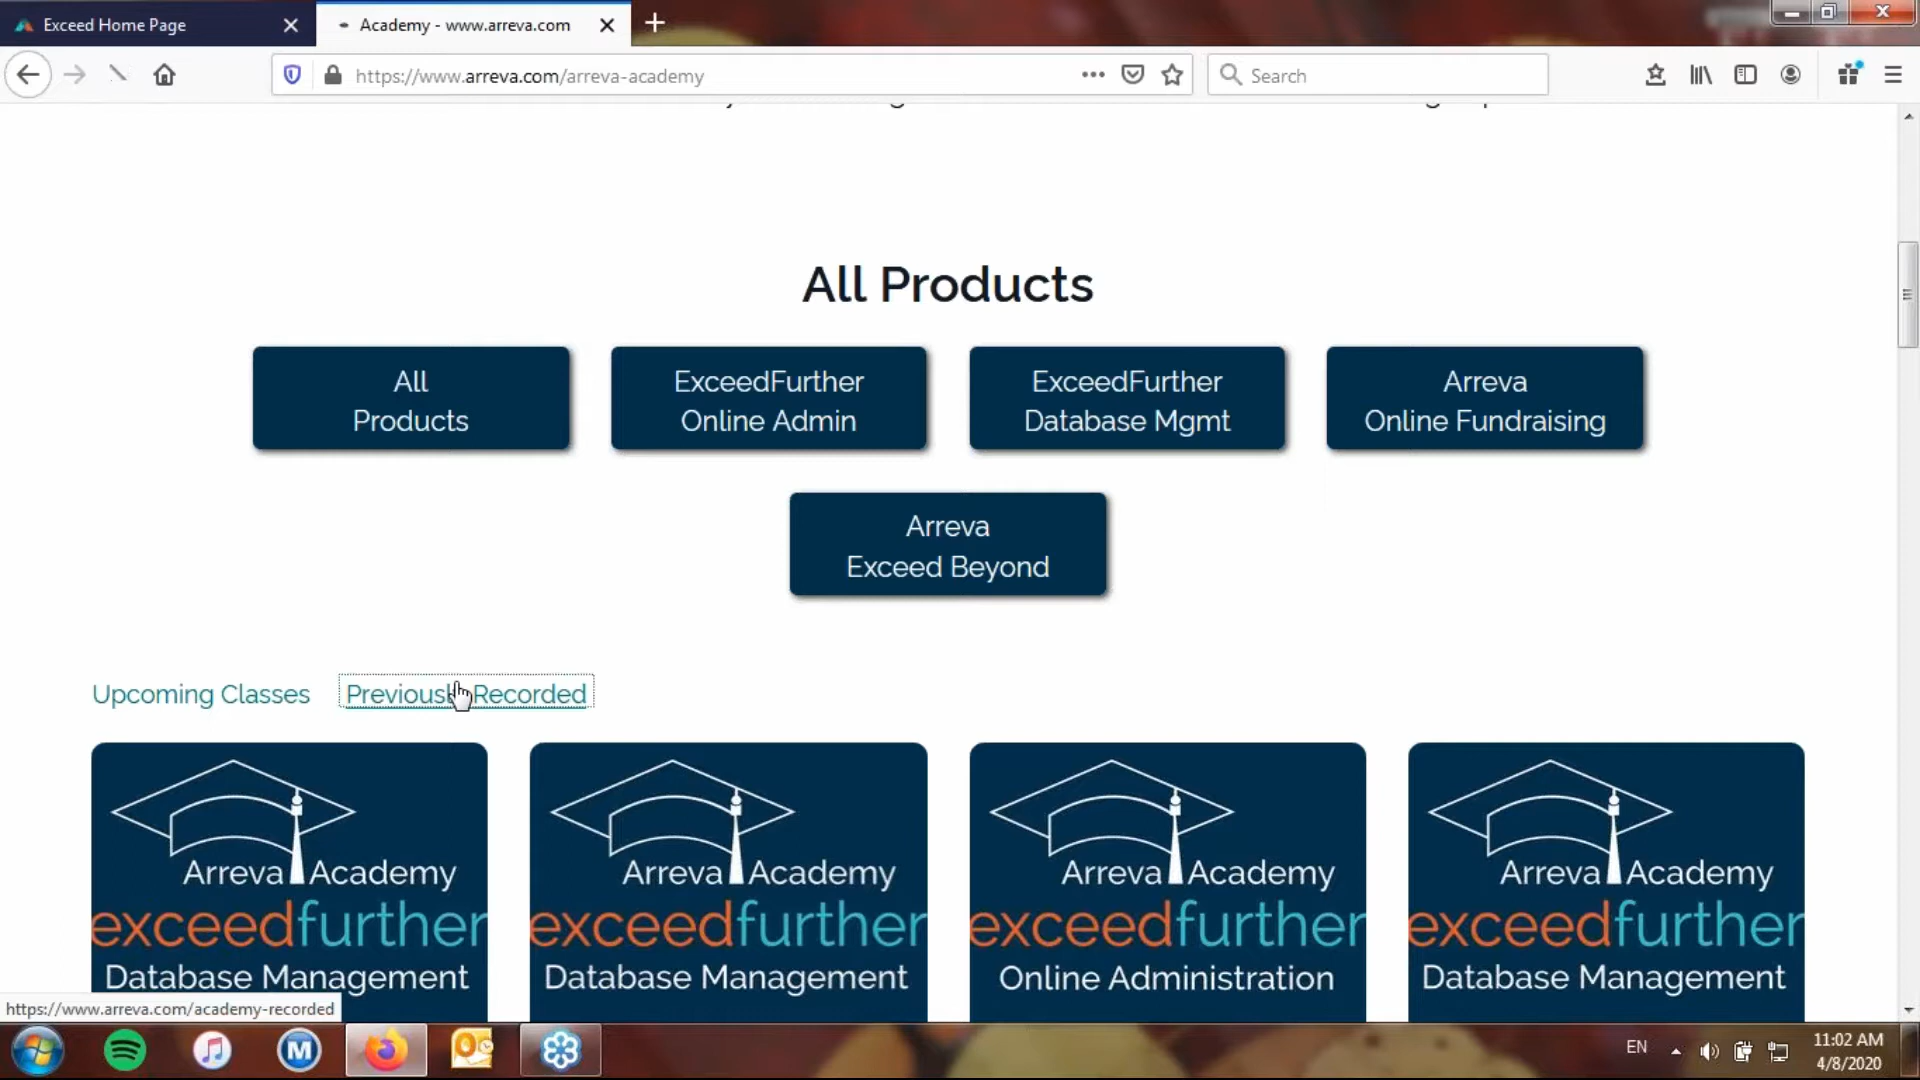 Exceed Home Page
Academy - www.arreva.com
https://www.arreva.com/arreva-academy
Search
All Products
All
Products
ExceedFurther
Online Admin
ExceedFurther
Database Mgmt
Arreva
Online Fundraising
Arreva
Exceed Beyond
Upcoming Classes
Previously Recorded
Arreva Academy
exceedfurther
Database Management
Arreva Academy
exceedfurther
Database Management
Arreva Academy
exceedfurther
Online Administration
Arreva Academy
exceedfurther
Database Management
https://www.arreva.com/academy-recorded
M
EN
11:02 AM
4/8/2020